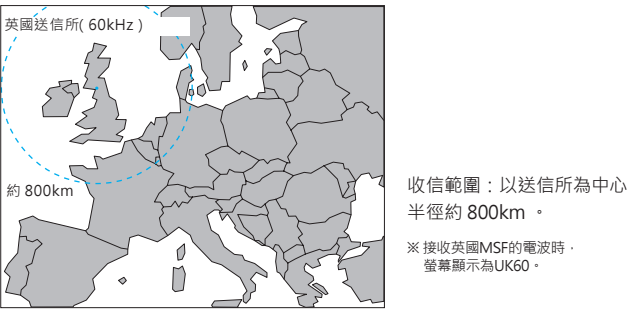 英國送信所( 60kHz )
約 800km
收信範圍：以送信所為中心
半徑約 800km 。
※ 接收英國MSF的電波時，
螢幕顯示為UK60。